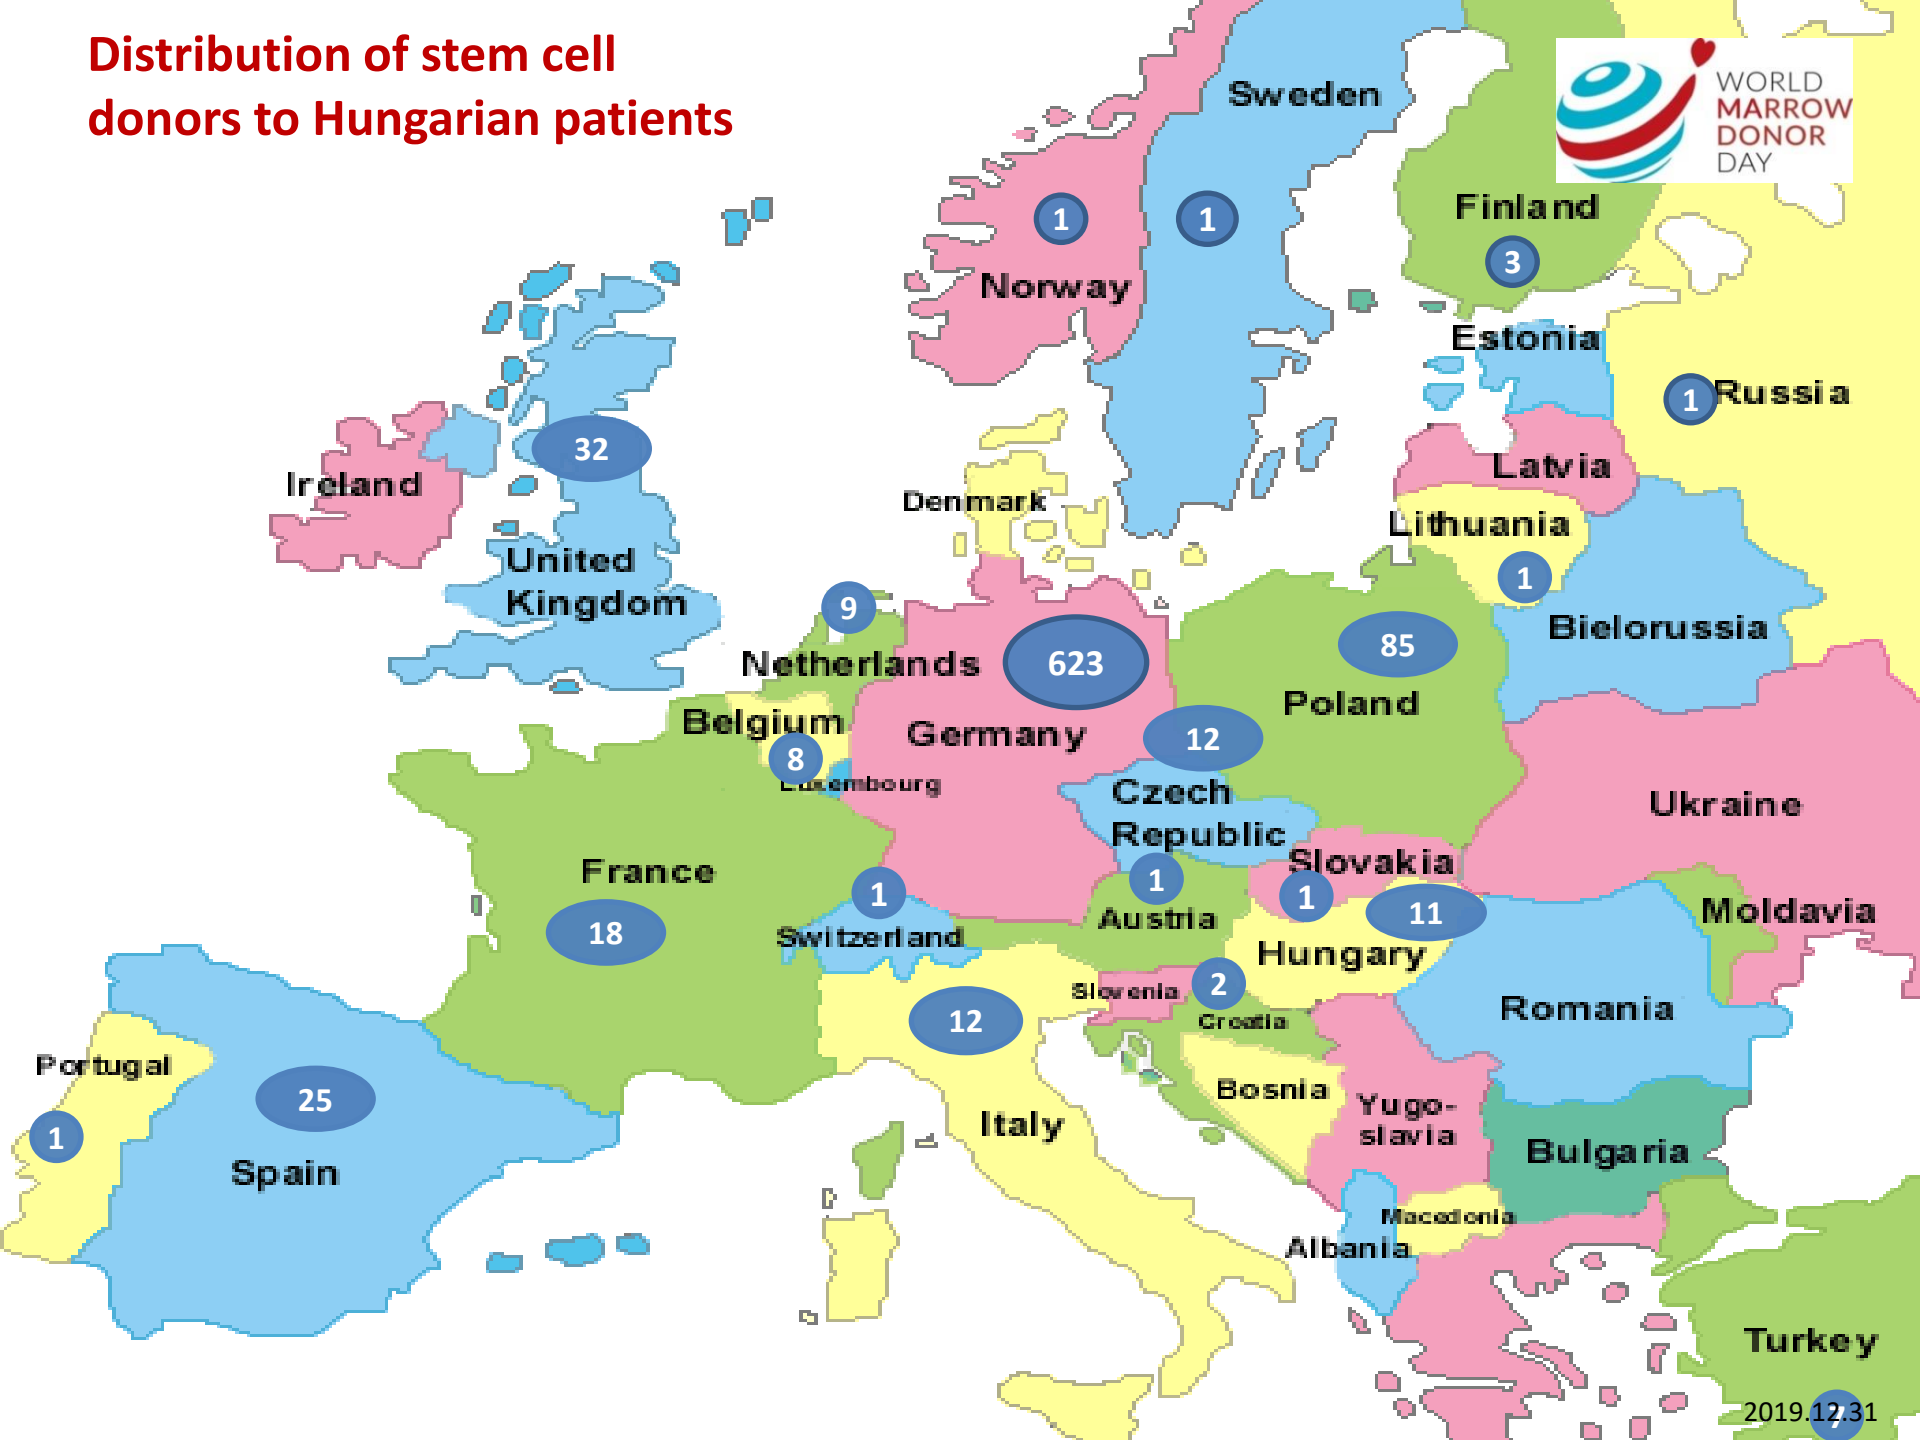 Distribution of stem cell
donors to Hungarian patients
WORLD
MARROW
DONOR
DAY
Sweden
Finland
1
1
3
Norway
Estonia
Russia
1
32
Ireland
Latvia
Denmark
Lithuania
United
Kingdom
1
9
Bielorussia
Netherlands
623
85
Poland
Belgium
Germany
12
8
Luxembourg
Czech
Republic
Ukraine
France
Slovakia
1
1
1
11
Moldavia
18
Switzerland
Austria
Hungary
Slovenia
2
Croatia
Romania
12
Portugal
25
1
Spain
Italy
Bosnia
Yugo-
slavia
Bulgaria
Macedonia
Albania
Turkey
2019.12.31
7